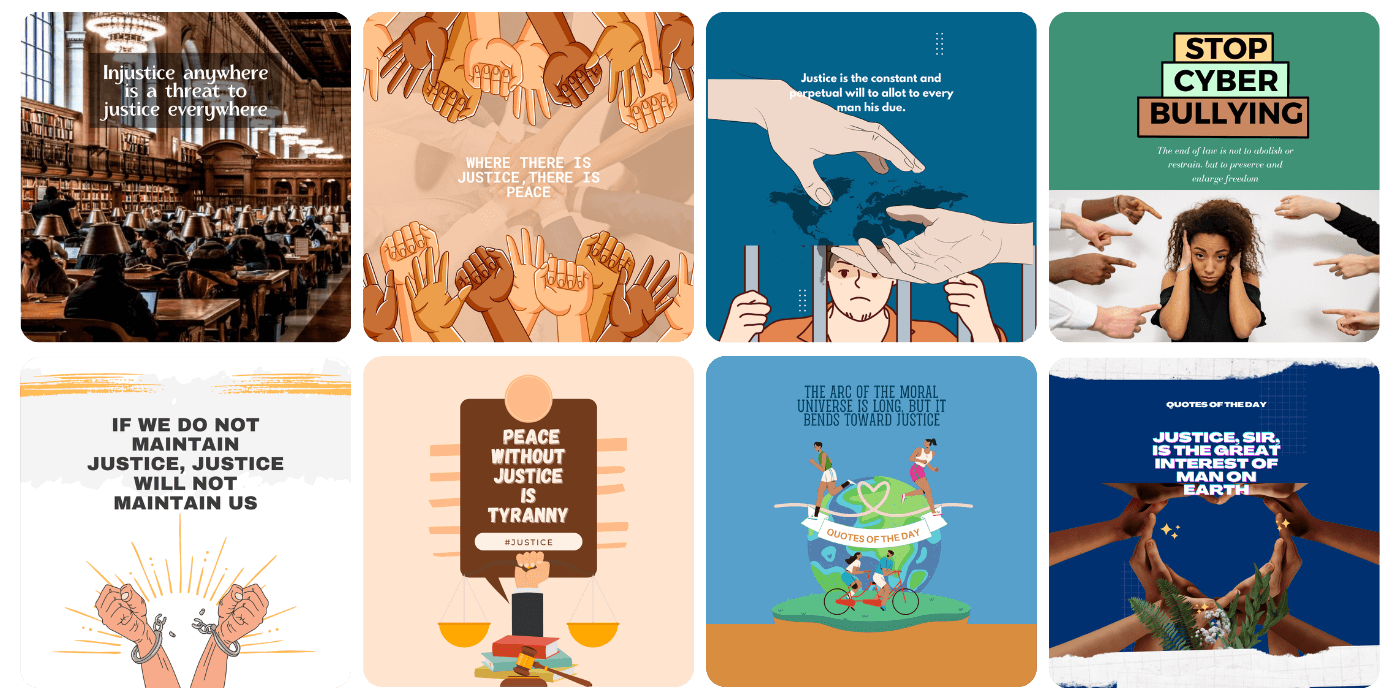 Injustice anywhere
is a threat to
justice everywhere
WHERE THERE IS
JUSTICE,THERE IS
PEACE
Justice is the constant and
perpetual will to allot to every
man his due.
STOP
CYBER
BULLYING
The end of law is not to abolish or
restrain, but to preserve and
enlarge freedom
IF WE DO NOT
MAINTAIN
JUSTICE, JUSTICE
WILL NOT
MAINTAIN US
PEACE
WITHOUT
JUSTICE
IS
TYRANNY
#JUSTICE
THE ARC OF THE MORAL
UNIVERSE IS LONG, BUT IT
BENDS TOWARD JUSTICE
QUOTES OF THE DAY
QUOTES OF THE DAY
JUSTICE, SIR,
IS THE GREAT
INTEREST OF
MAN ON
EARTH